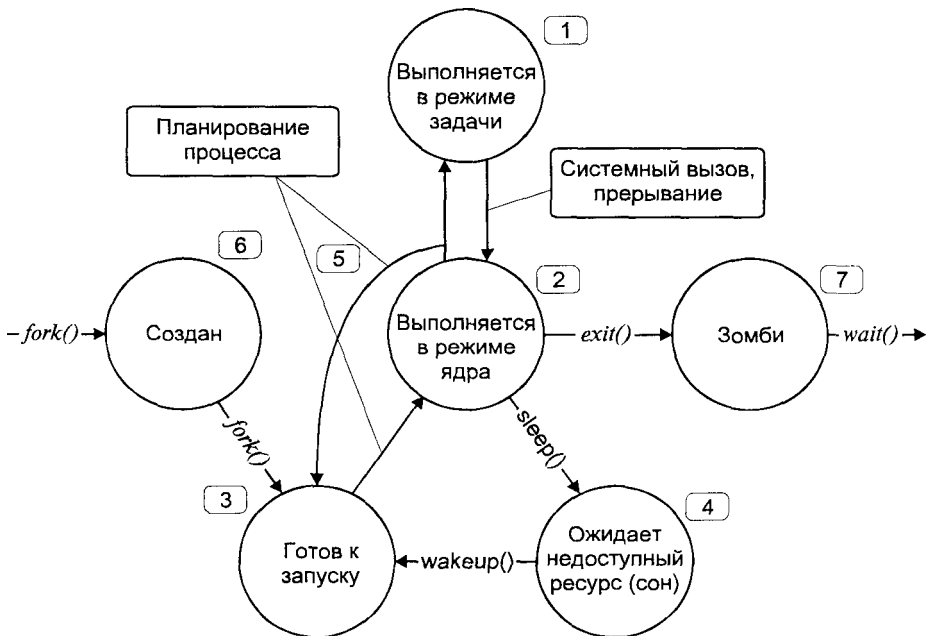 1
Выполняется
в режиме
задачи
Планирование
процесса
Системный вызов,
прерывание
6
5
2
7
fork()
Создан
Выполняется
в режиме
ядра
exit()
Зомби
wait()
fork()
sleep()
3
4
Готов к
запуску
wakeup()
Ожидает
недоступный
ресурс (сон)